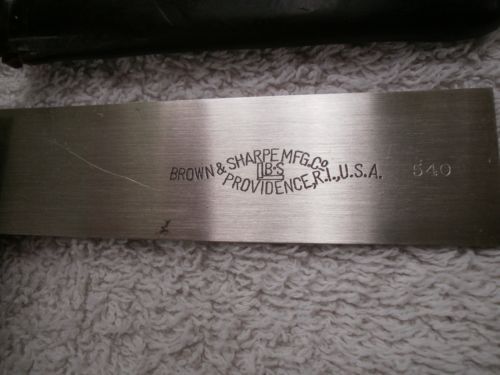 BROWN & SHARPE MFG. Co.
B.S
PROVIDENCE, R.I., U.S.A.
540